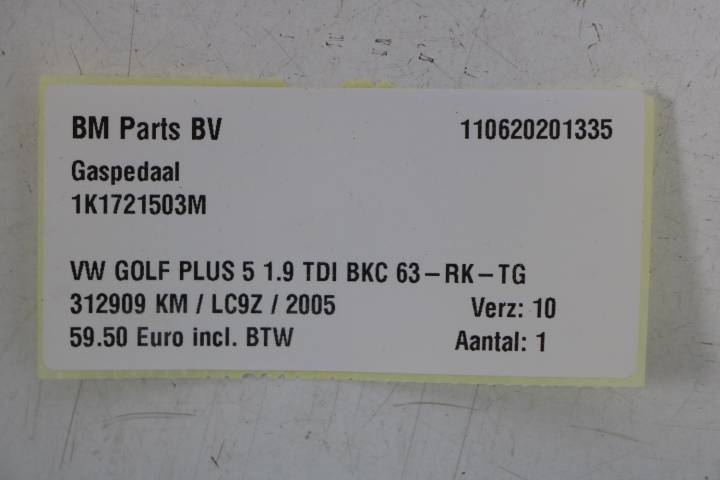 BM Parts BV 110620201335
Gaspedaal
1K1721503M
VW GOLF PLUS 5 1.9 TDI BKC 63-RK-TG
312909 KM / LC9Z / 2005 Verz: 10
59.50 Euro incl. BTW Aantal: 1